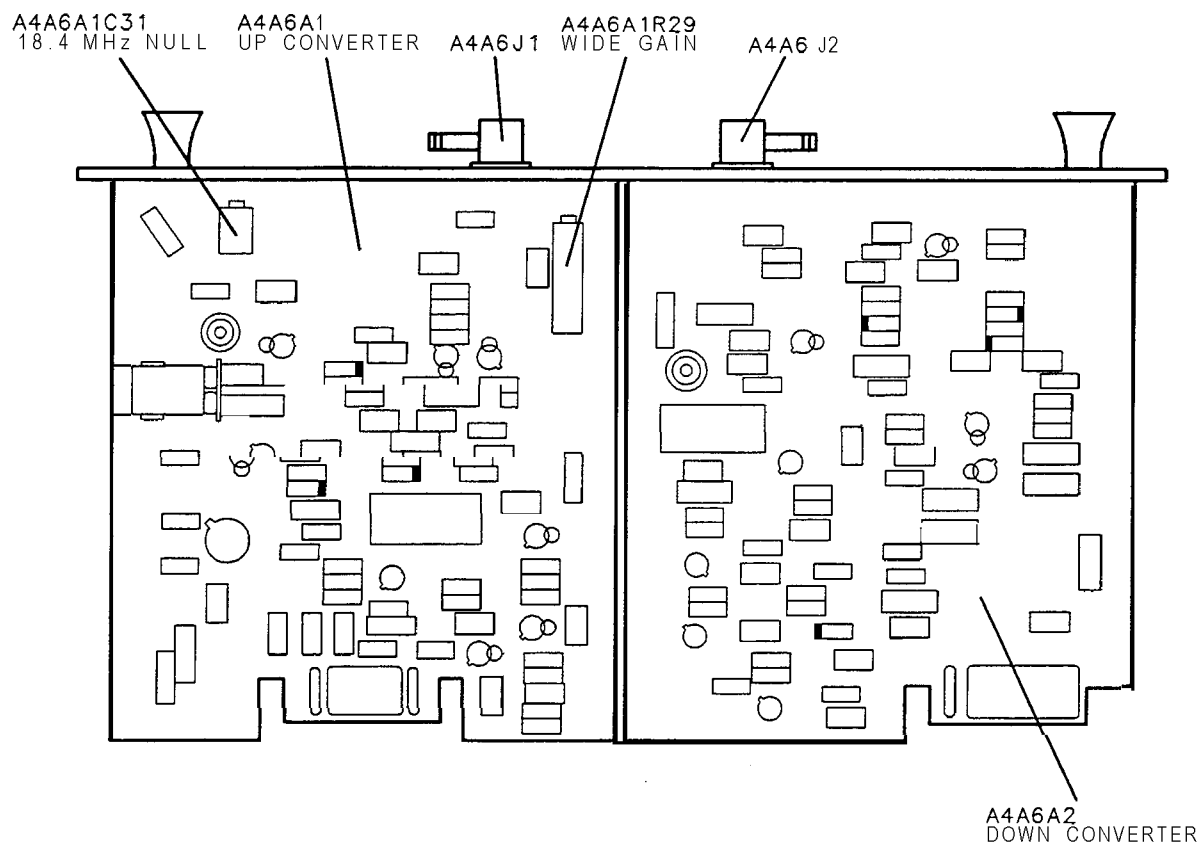 A4A6A1C31
18.4 MHz NULL
A4A6A1
UP CONVERTER
A4A6J1
A4A6A1R29
WIDE GAIN
A4A6 J2
A4A6A2
DOWN CONVERTER